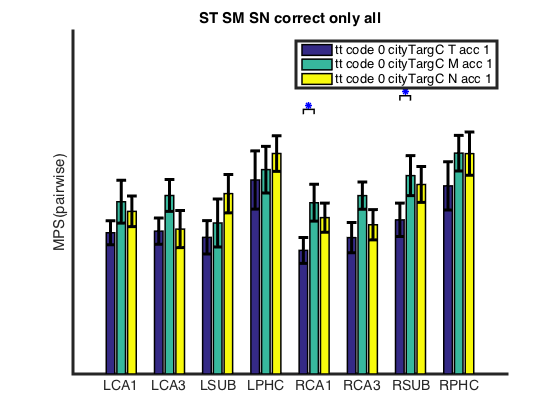 ST SM SN correct only all
tt code 0 cityTargC T acc 1
tt code 0 cityTargC M acc 1
tt code 0 cityTargC N acc 1
*
*
MPS(pairwise)
LCA1 LCA3 LSUB LPHC RCA1 RCA3 RSUB RPHC